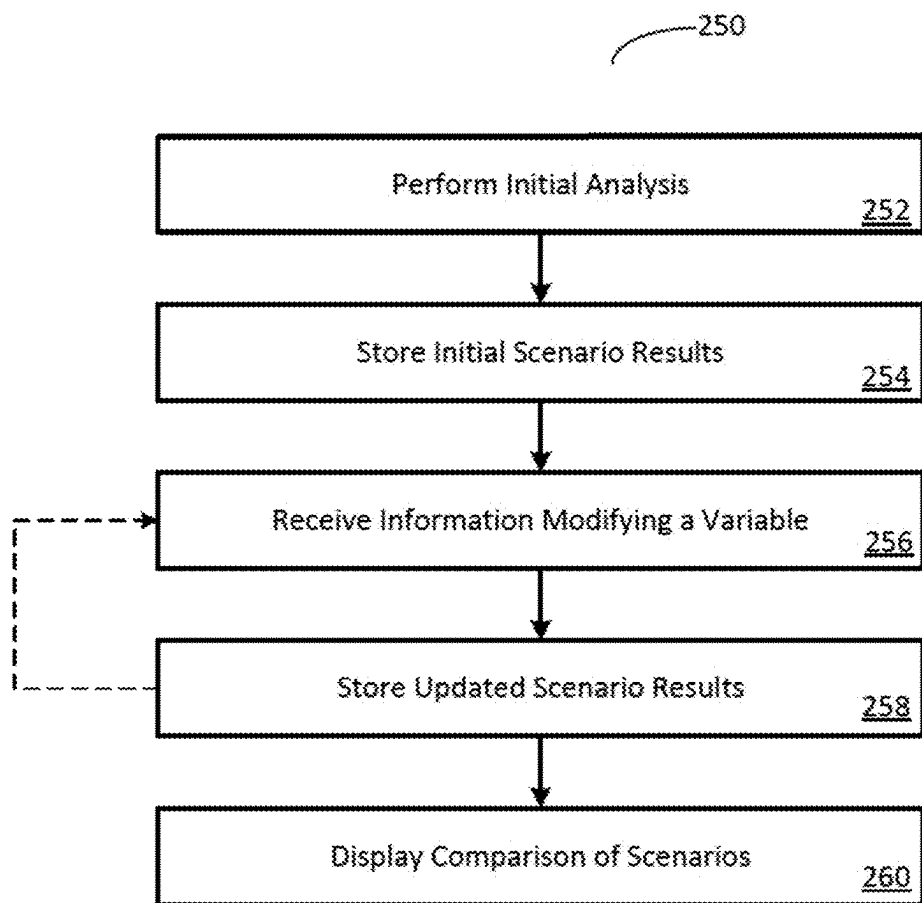 250
Perform Initial Analysis
252
Store Initial Scenario Results
254
Receive Information Modifying a Variable
256
Store Updated Scenario Results
258
Display Comparison of Scenarios
260